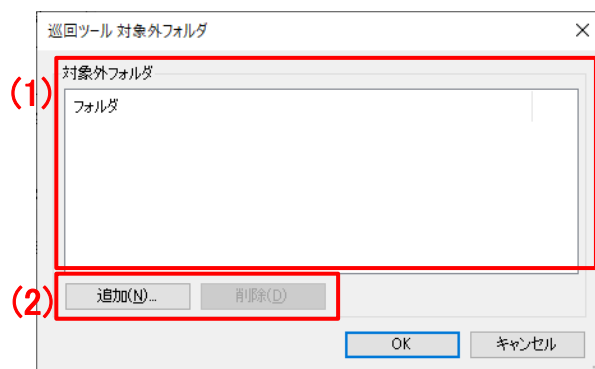 巡回ツール 対象外フォルダ
対象外フォルダ
(1)
フォルダ
(2)
追加(N)... 削除(D)
OK キャンセル